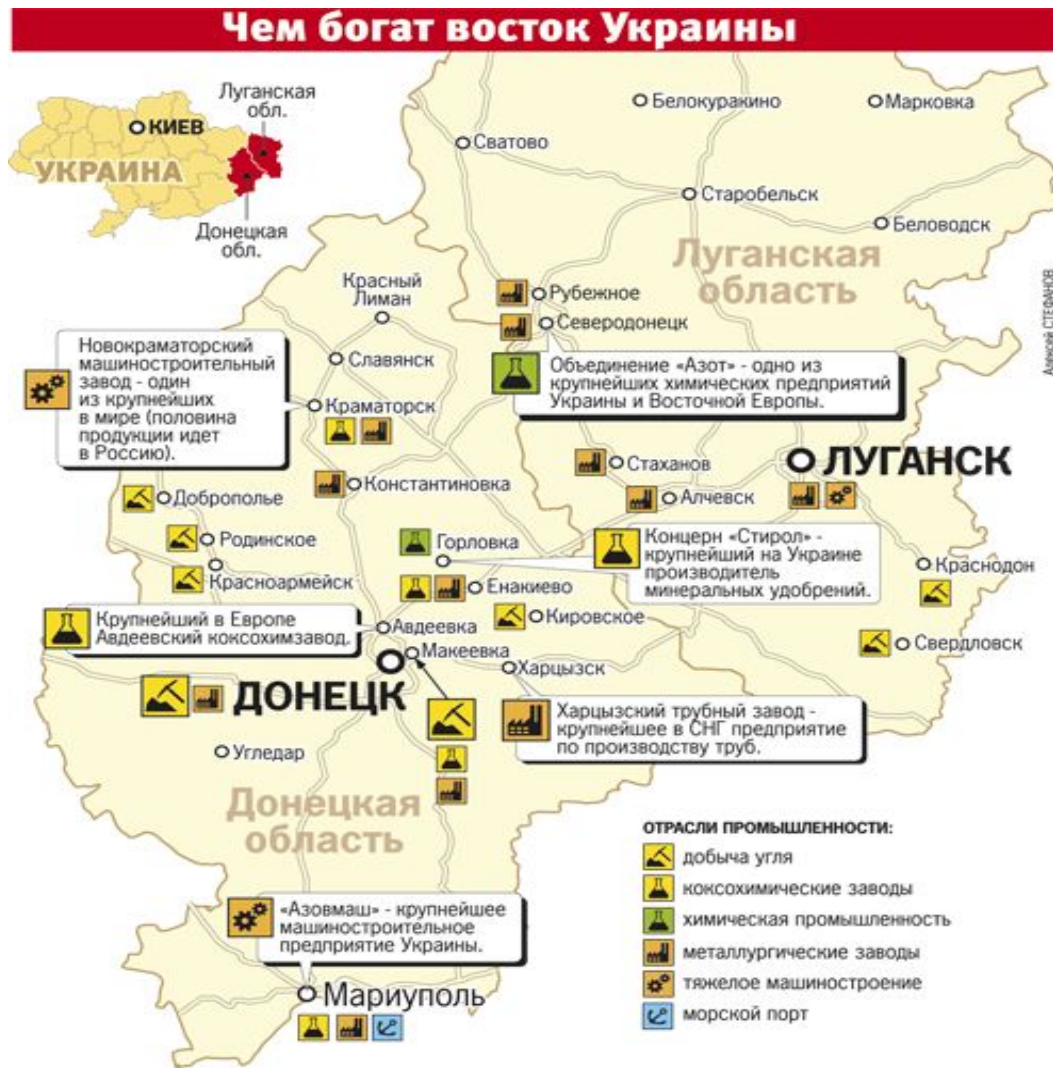 Чем богат восток Украины
Луганская
обл.
КИЕВ
УКРАИНА
Донецкая
обл.
Белокуракино
Марковка
Сватово
Старобельск
Беловодск
Луганская
область
Алексей СТЕФАНОВ
Красный
Лиман
Рубежное
Северодонецк
Славянск
Новокраматорский
машиностроительный
завод - один
из крупнейших
в мире (половина
продукции идет
в Россию).
Объединение «Азот» - одно из
крупнейших химических предприятий
Украины и Восточной Европы.
Краматорск
Константиновка
Стаханов
ЛУГАНСК
Алчевск
Доброполье
Родинское
Красноармейск
Горловка
Концерн «Стирол» -
крупнейший на Украине
производитель
минеральных удобрений.
Краснодон
Енакиево
Кировское
Свердловск
Крупнейший в Европе
Авдеевский коксохимзавод.
Авдеевка
Макеевка
Харцызск
ДОНЕЦК
Харцызский трубный завод -
крупнейшее в СНГ предприятие
по производству труб.
Угледар
Донецкая
область
«Азовмаш» - крупнейшее
машиностроительное
предприятие Украины.
Мариуполь
ОТРАСЛИ ПРОМЫШЛЕННОСТИ:
добыча угля
коксохимические заводы
химическая промышленность
металлургические заводы
тяжелое машиностроение
морской порт